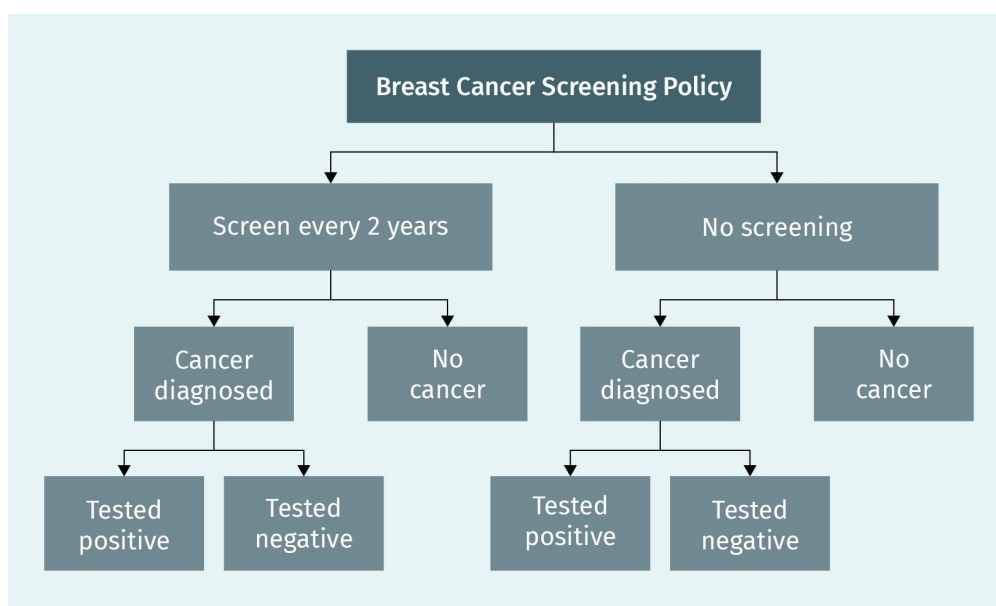 Breast Cancer Screening Policy
Screen every 2 years
No screening
Cancer
diagnosed
No
cancer
Cancer
diagnosed
No
cancer
Tested
positive
Tested
negative
Tested
positive
Tested
negative